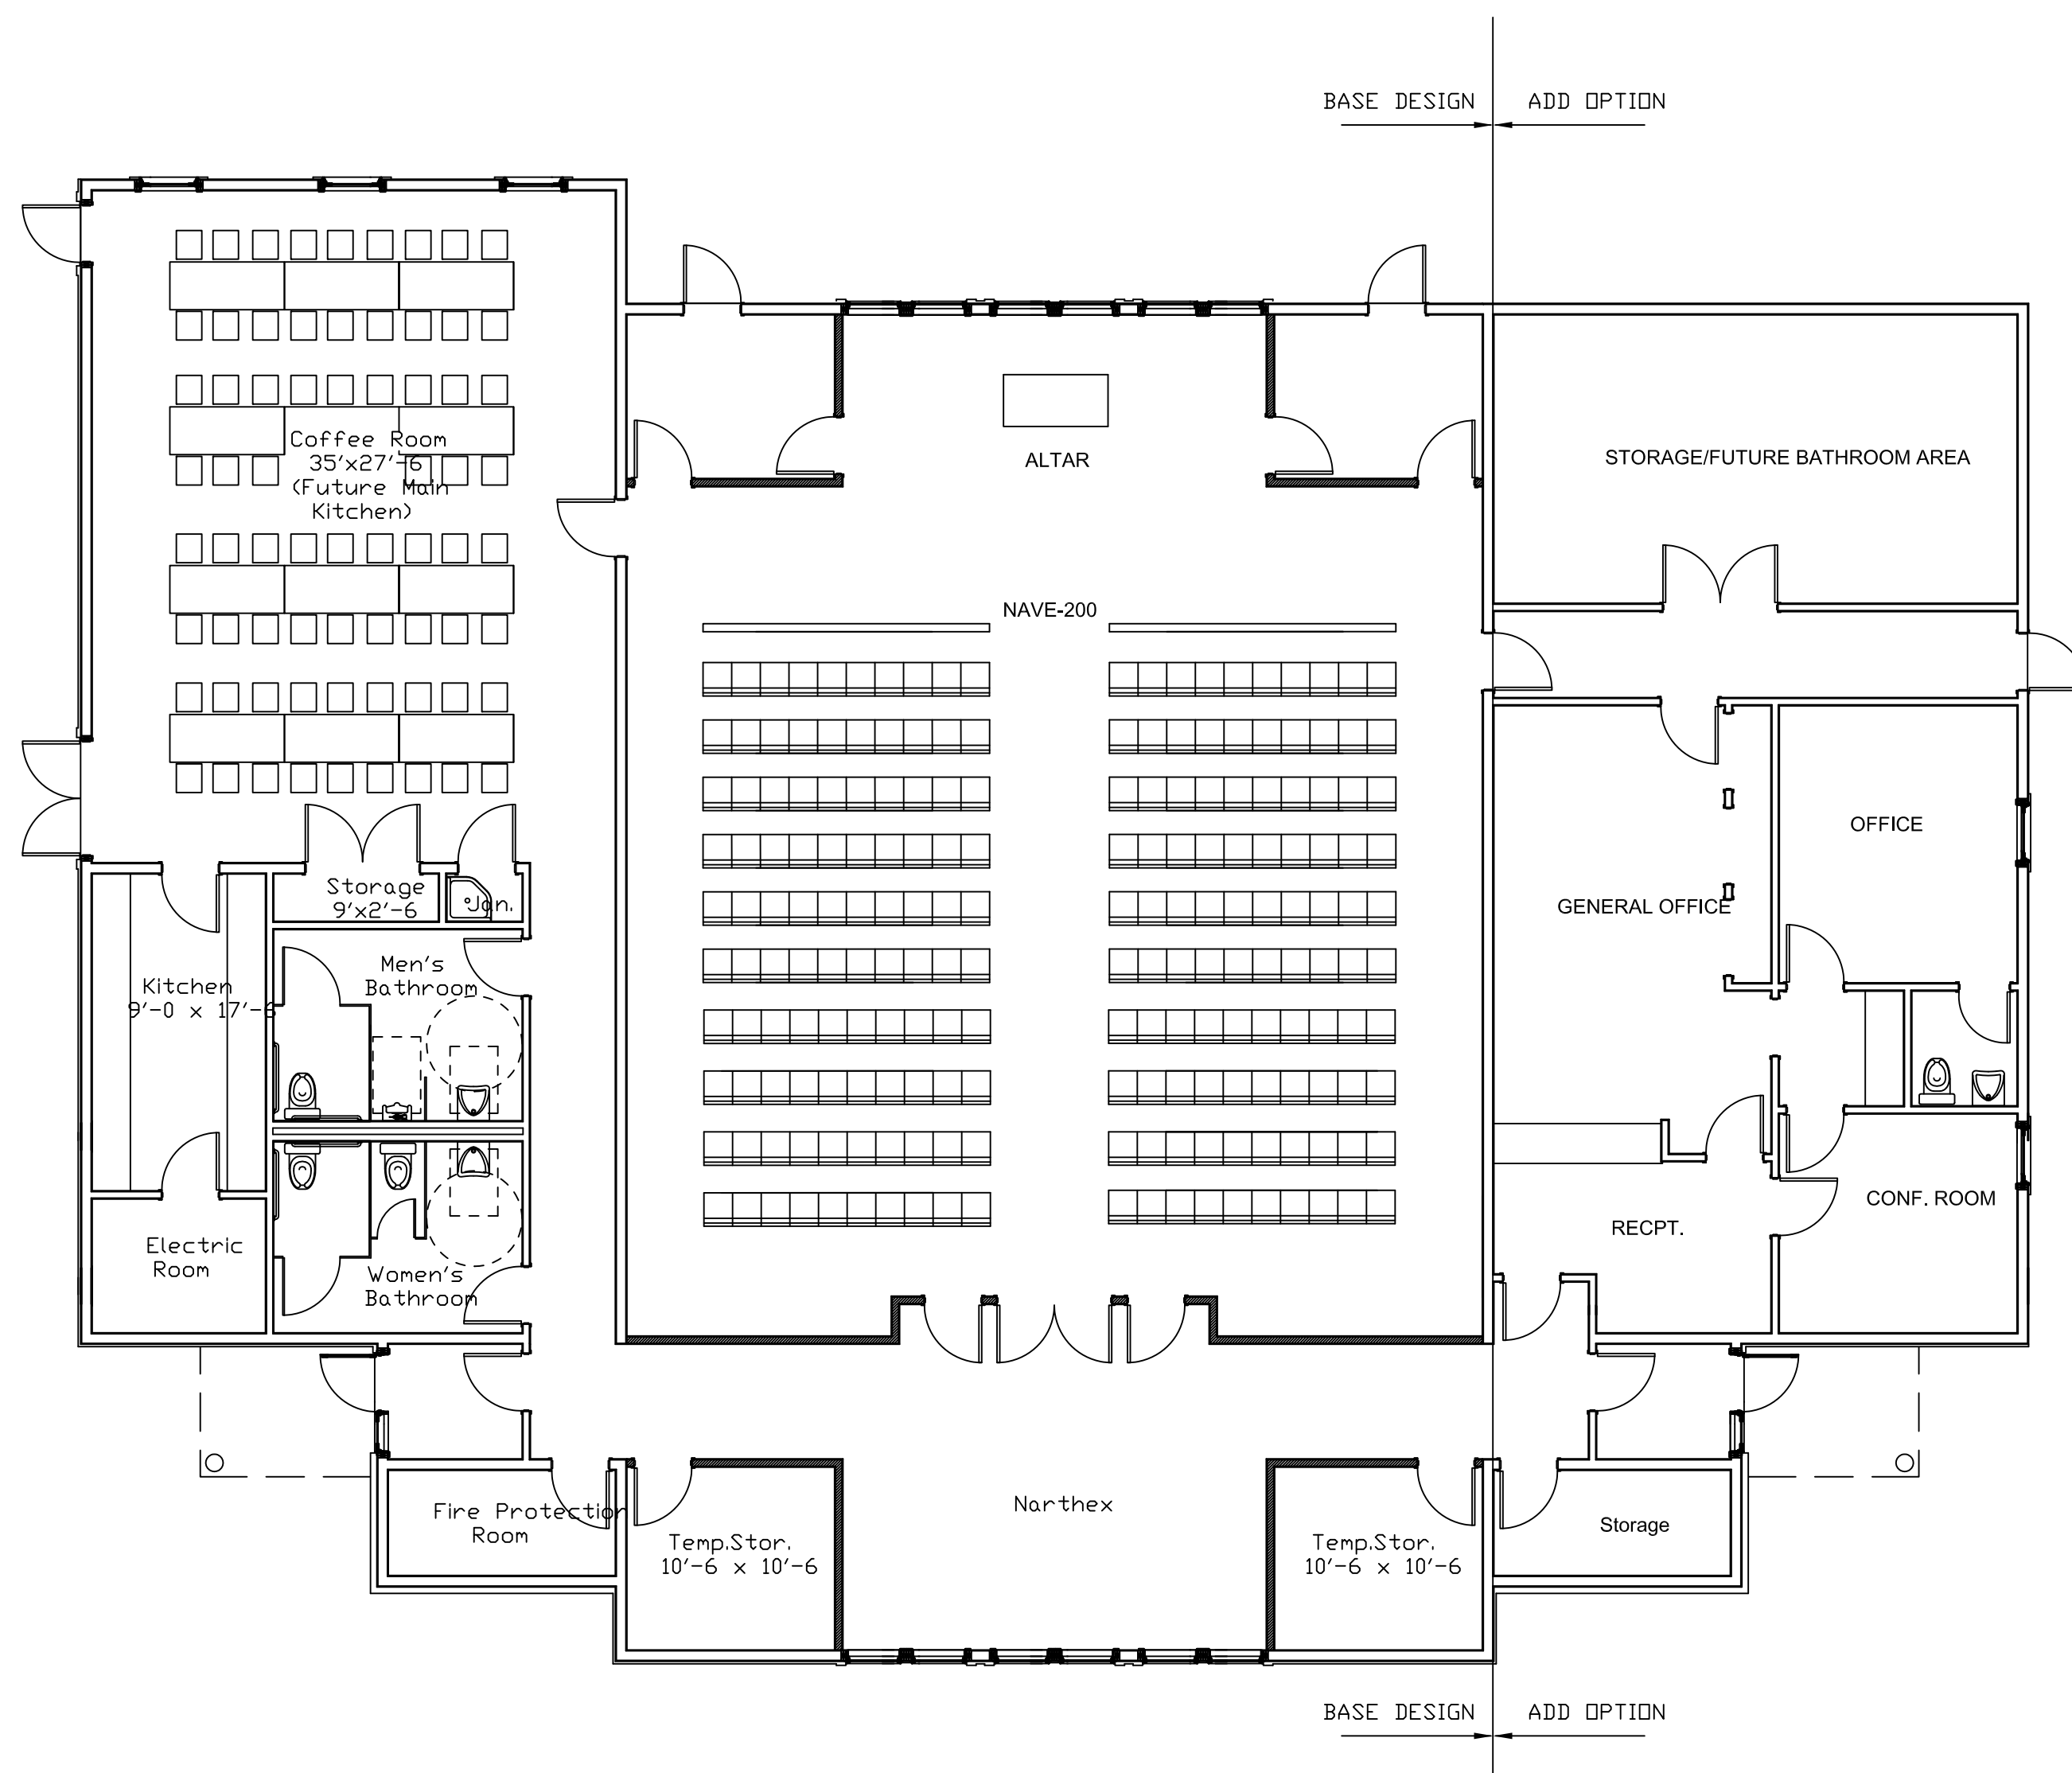 BASE DESIGN
ADD OPTION
Coffee Room
35'x27'-6
(Future Main
Kitchen)
ALTAR
STORAGE/FUTURE BATHROOM AREA
NAVE-200
OFFICE
GENERAL OFFICE
Storage
9'x2'-6
Jan.
Men's
Bathroom
Kitchen
9'-0 x 17'-6
CONF. ROOM
RECPT.
Electric
Room
Women's
Bathroom
Fire Protection
Room
Narthex
Temp.Stor.
10'-6 x 10'-6
Temp.Stor.
10'-6 x 10'-6
Storage
BASE DESIGN
ADD OPTION